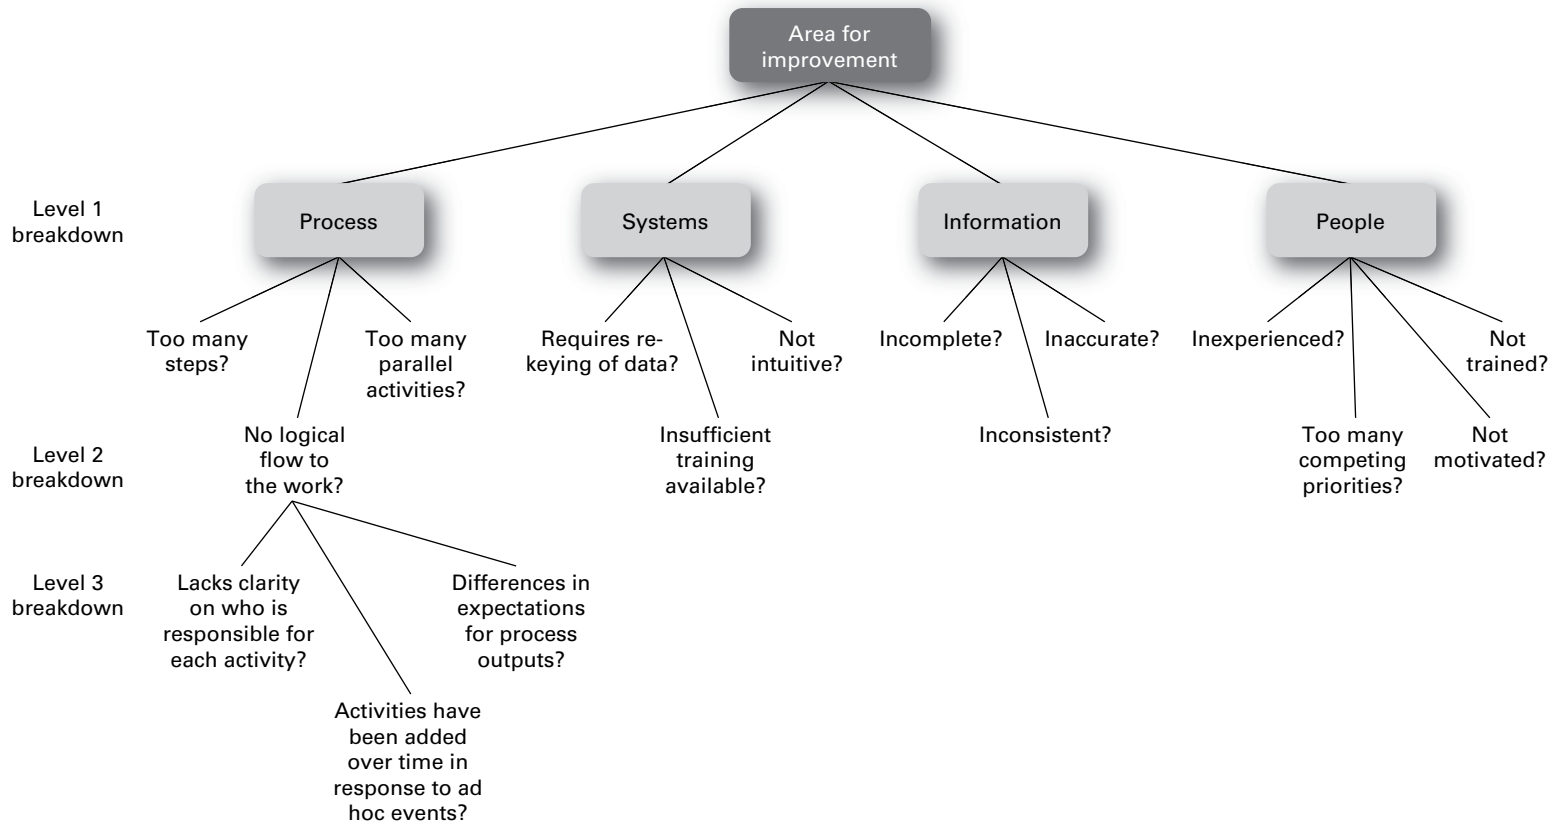 Area for
improvement
Level 1
breakdown
Process
Systems
Information
People
Too many
steps?
Too many
parallel
activities?
Requires re-
keying of data?
Not
intuitive?
Incomplete?
Inaccurate?
Inexperienced?
Not
trained?
Level 2
breakdown
No logical
flow to
the work?
Insufficient
training
available?
Inconsistent?
Too many
competing
priorities?
Not
motivated?
Level 3
breakdown
Lacks clarity
on who is
responsible for
each activity?
Differences in
expectations
for process
outputs?
Activities have
been added
over time in
response to ad
hoc events?